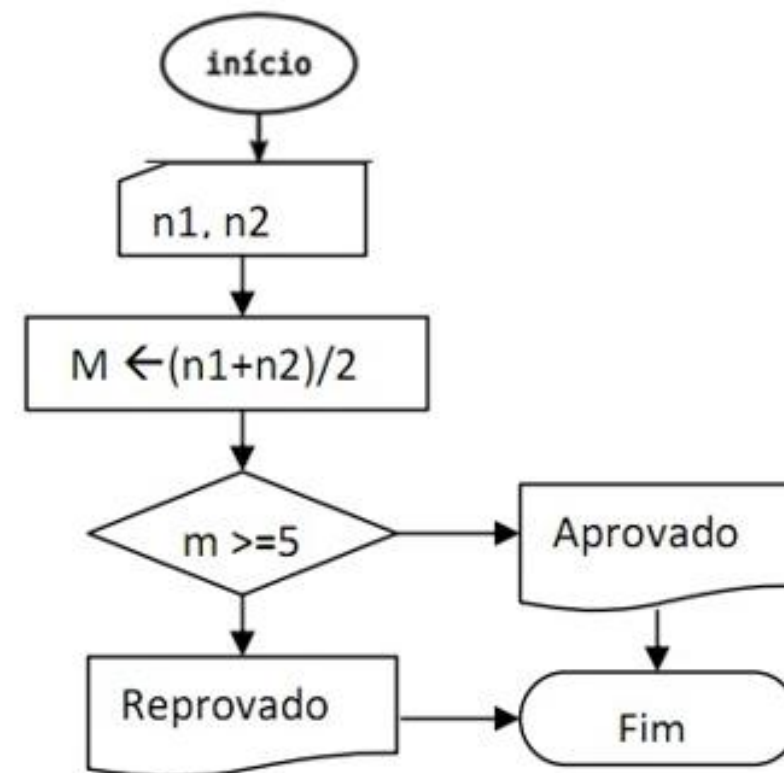 início
n1, n2
M ←(n1+n2)/2
m >=5
Aprovado
Reprovado
Fim